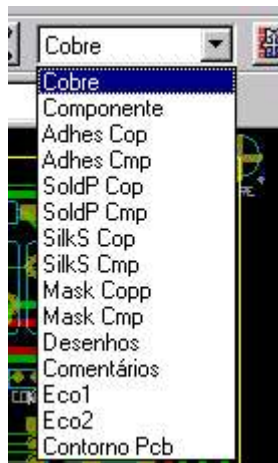 Cobre
Cobre
Componente
Adhes Cop
Adhes Cmp
SoldP Cop
SoldP Cmp
SilkS Cop
SilkS Cmp
Mask Copp
Mask Cmp
Desenhos
Comentários
Eco1
Eco2
Contorno Pcb